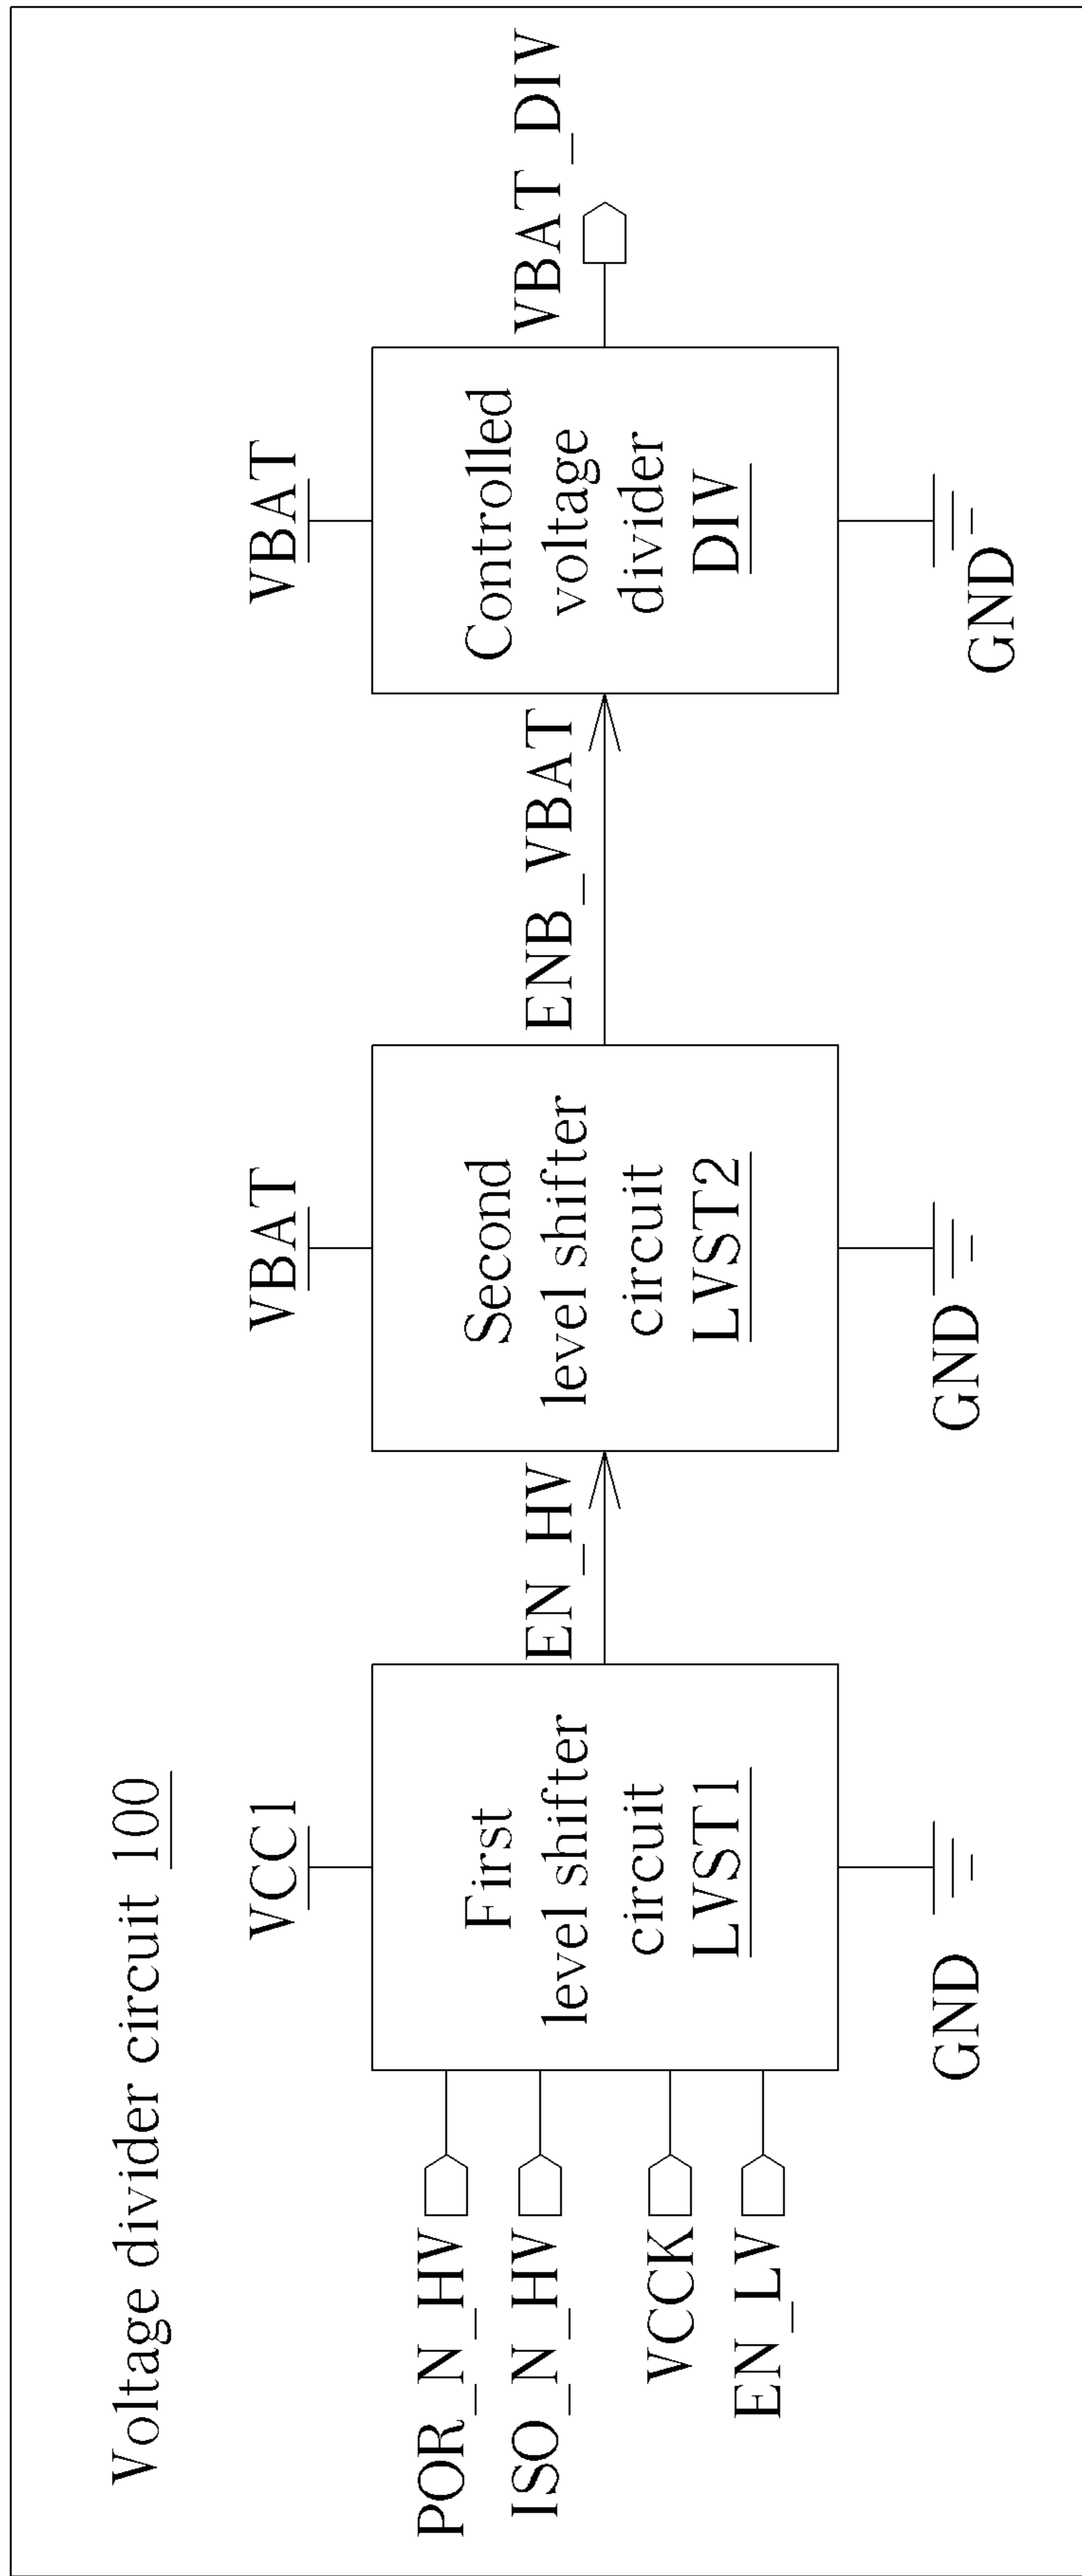 Voltage divider circuit 100
VCC1
VBAT
VBAT
POR_N_HV
ISO_N_HV
VCCK
EN_LV
First
level shifter
circuit
LVST1
EN_HV
Second
level shifter
circuit
LVST2
ENB_VBAT
Controlled
voltage
divider
DIV
VBAT_DIV
GND
GND
GND